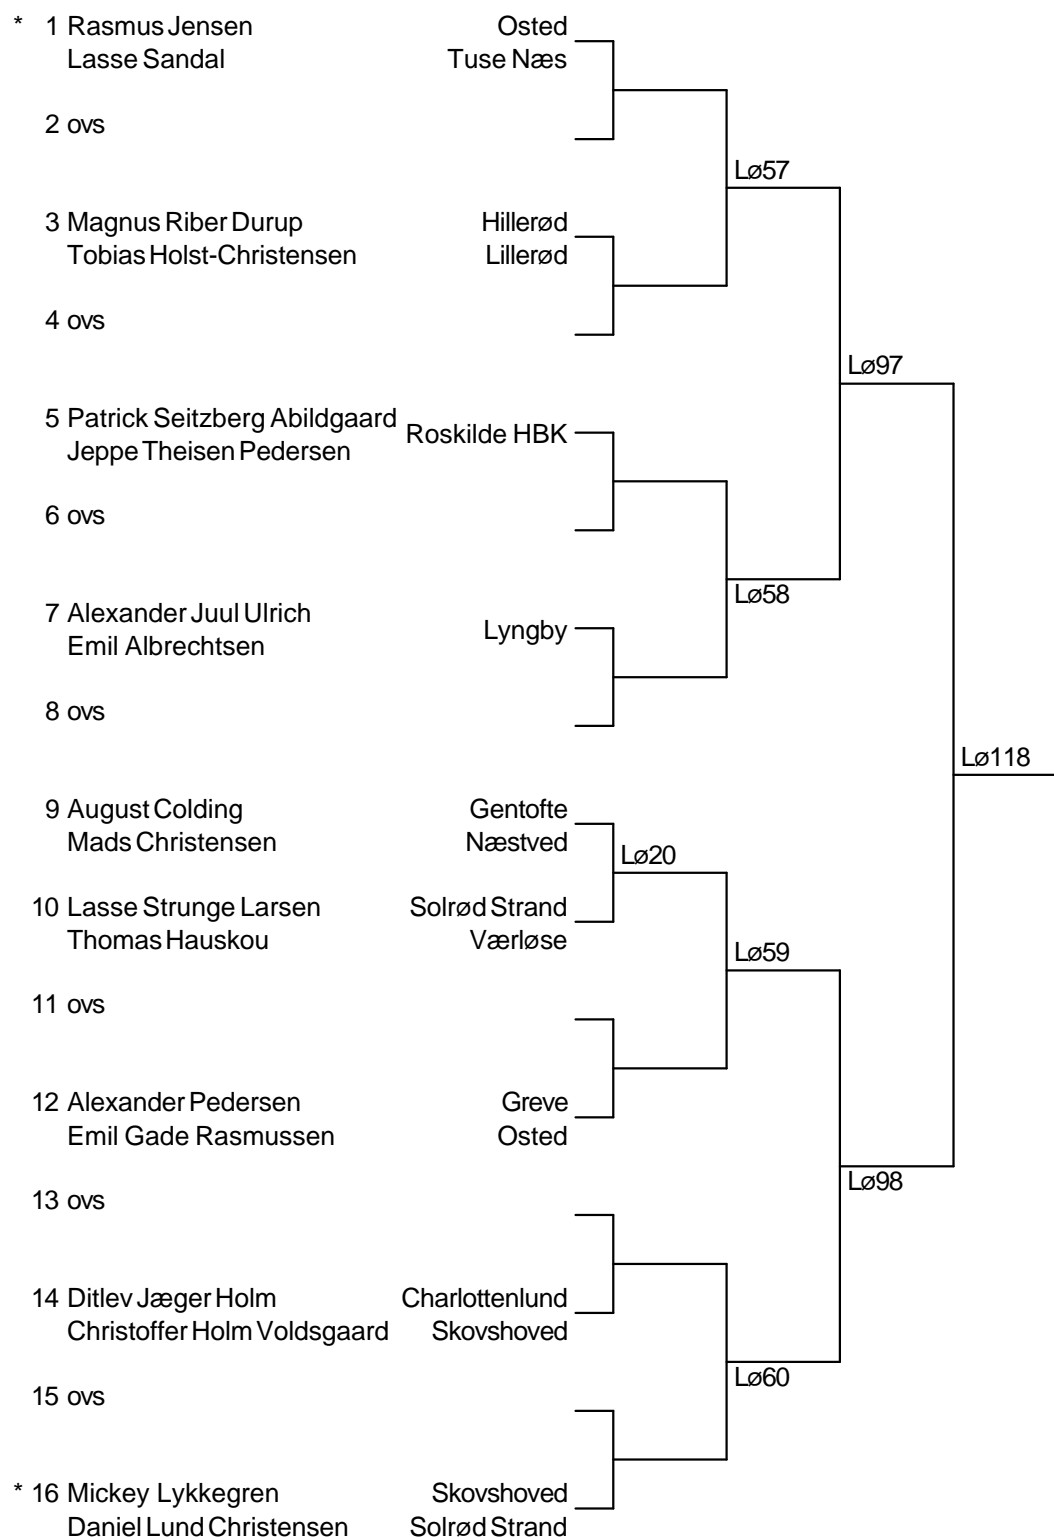 * 1 Rasmus Jensen Osted
Lasse Sandal Tuse Næs
2 ovs
Lø57
3 Magnus Riber Durup Hillerød
Tobias Holst-Christensen Lillerød
4 ovs
Lø97
5 Patrick Seitzberg Abildgaard Roskilde HBK
Jeppe Theisen Pedersen
6 ovs
Lø58
7 Alexander Juul Ulrich Lyngby
Emil Albrechtsen
8 ovs
Lø118
9 August Colding Gentofte
Mads Christensen Næstved
Lø20
10 Lasse Strunge Larsen Solrød Strand
Thomas Hauskou Værløse
Lø59
11 ovs
12 Alexander Pedersen Greve
Emil Gade Rasmussen Osted
Lø98
13 ovs
14 Ditlev Jæger Holm Charlottenlund
Christoffer Holm Voldsgaard Skovshoved
Lø60
15 ovs
* 16 Mickey Lykkegren Skovshoved
Daniel Lund Christensen Solrød Strand